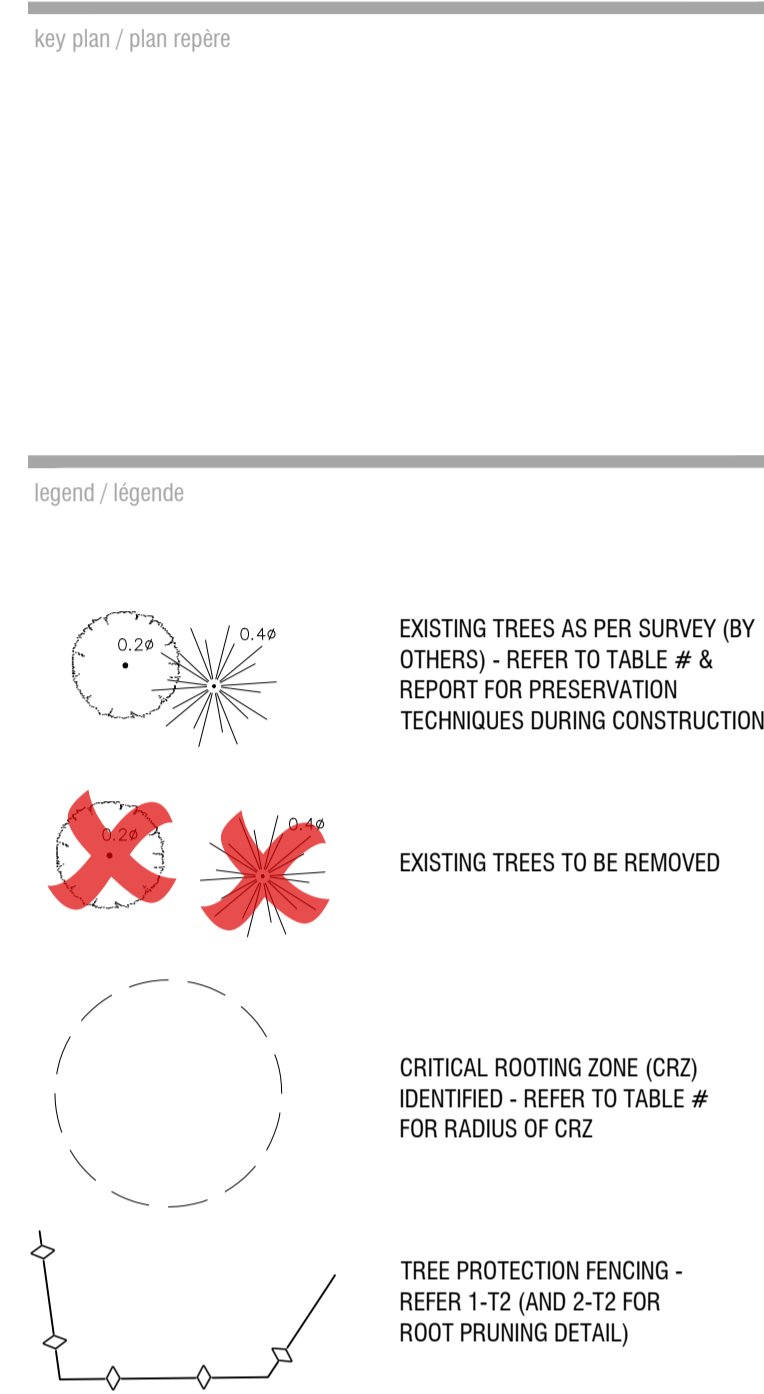 key plan / plan repère
legend / légende
0.2ø
0.4ø
EXISTING TREES AS PER SURVEY (BY
OTHERS) - REFER TO TABLE # &
REPORT FOR PRESERVATION
TECHNIQUES DURING CONSTRUCTION
0.2ø
0.4ø
EXISTING TREES TO BE REMOVED
CRITICAL ROOTING ZONE (CRZ)
IDENTIFIED - REFER TO TABLE #
FOR RADIUS OF CRZ
TREE PROTECTION FENCING -
REFER 1-T2 (AND 2-T2 FOR
ROOT PRUNING DETAIL)